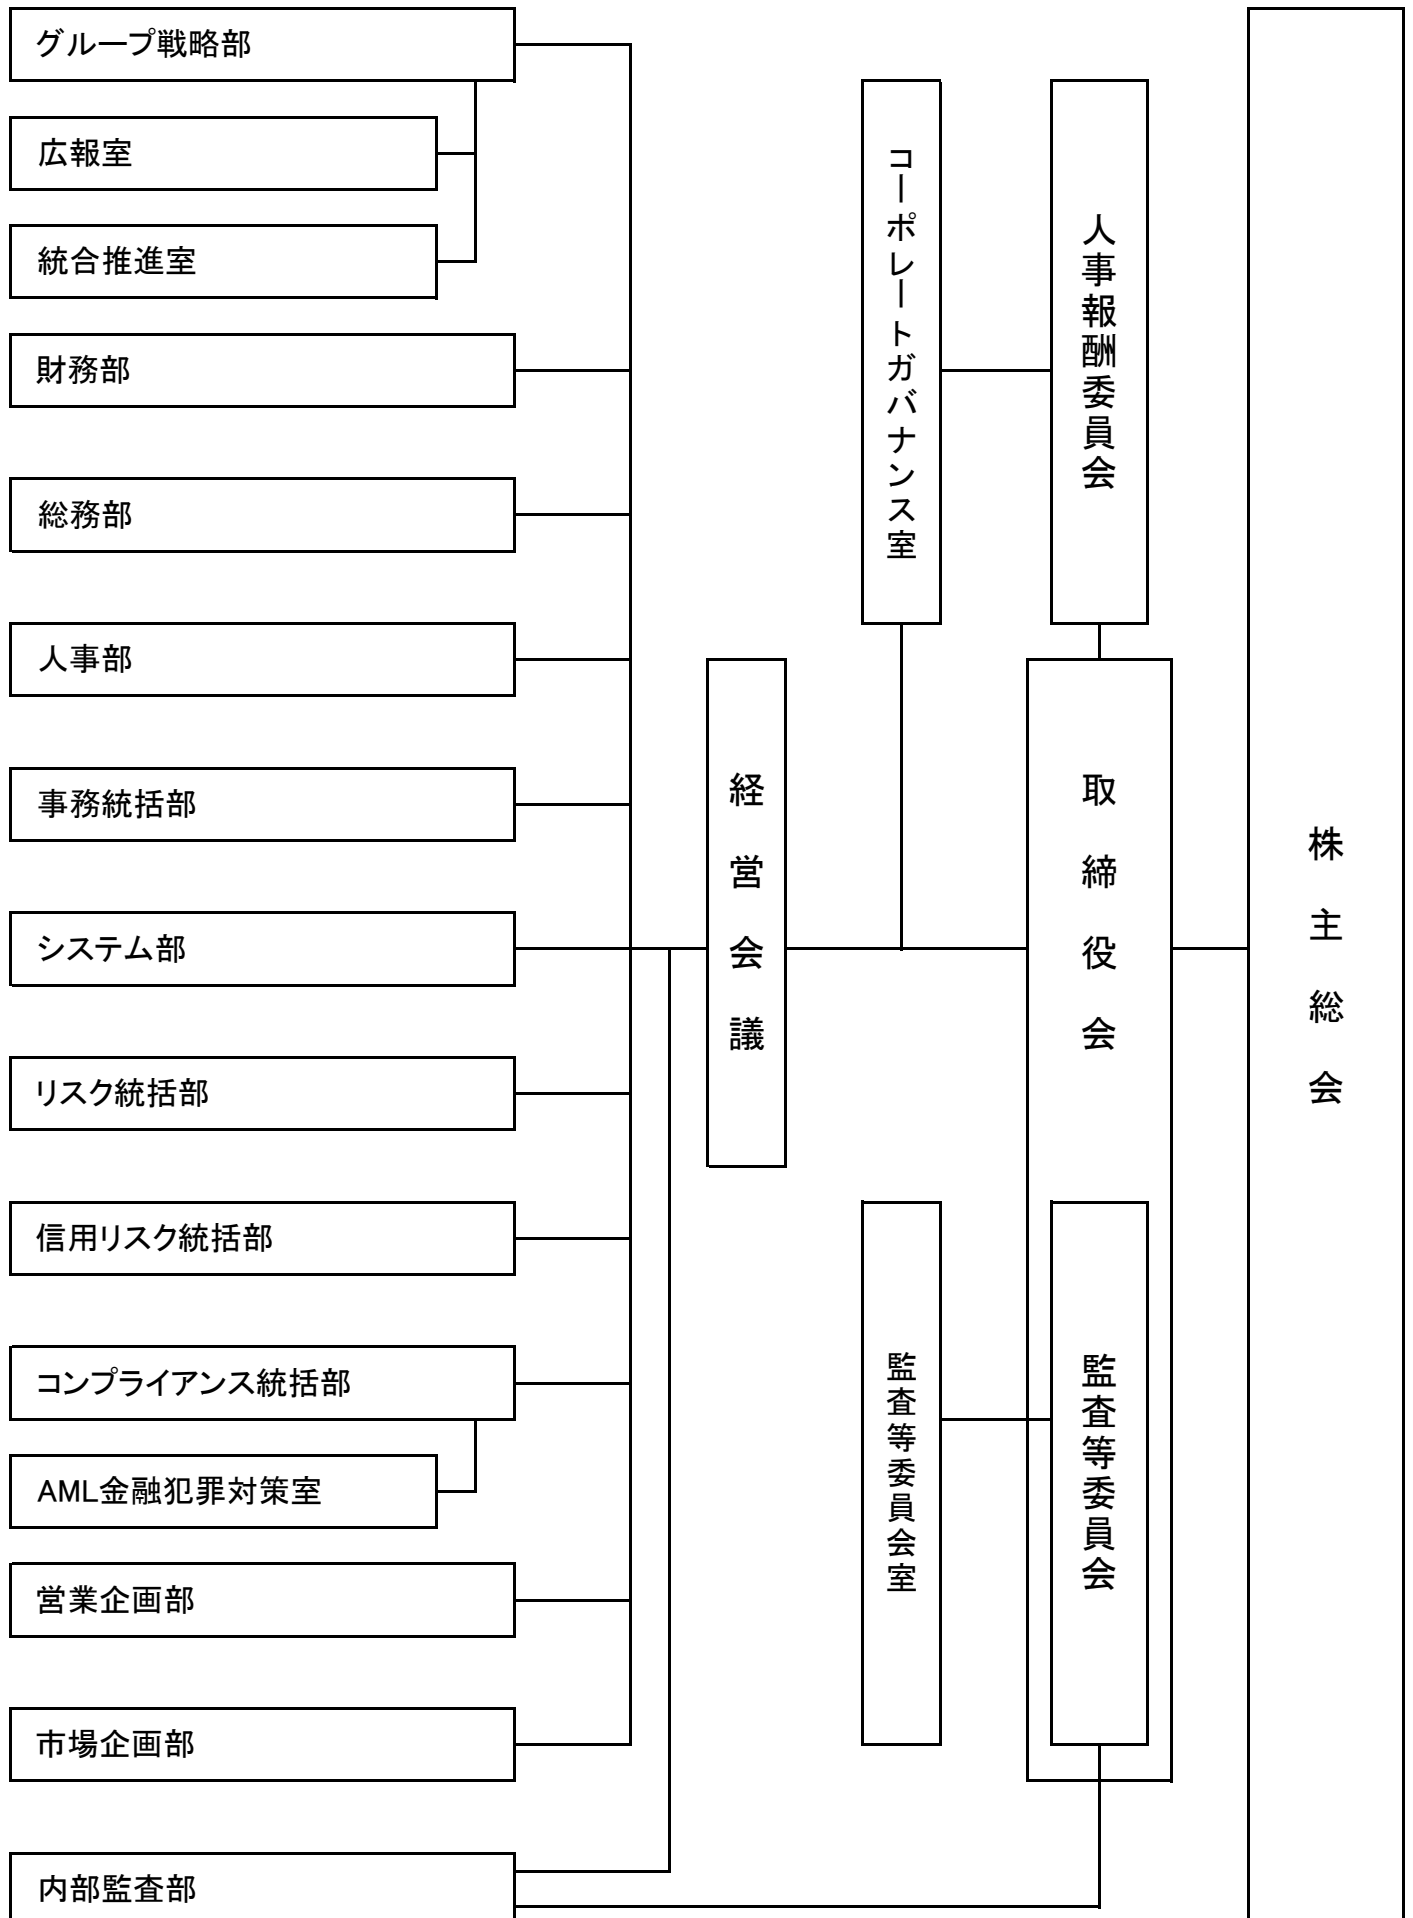 グループ戦略部
広報室
統合推進室
財務部
総務部
人事部
事務統括部
システム部
リスク統括部
信用リスク統括部
コンプライアンス統括部
AML金融犯罪対策室
営業企画部
市場企画部
内部監査部
経営会議
コーポレートガバナンス室
監査等委員会室
人事報酬委員会
取締役会
監査等委員会
株主総会